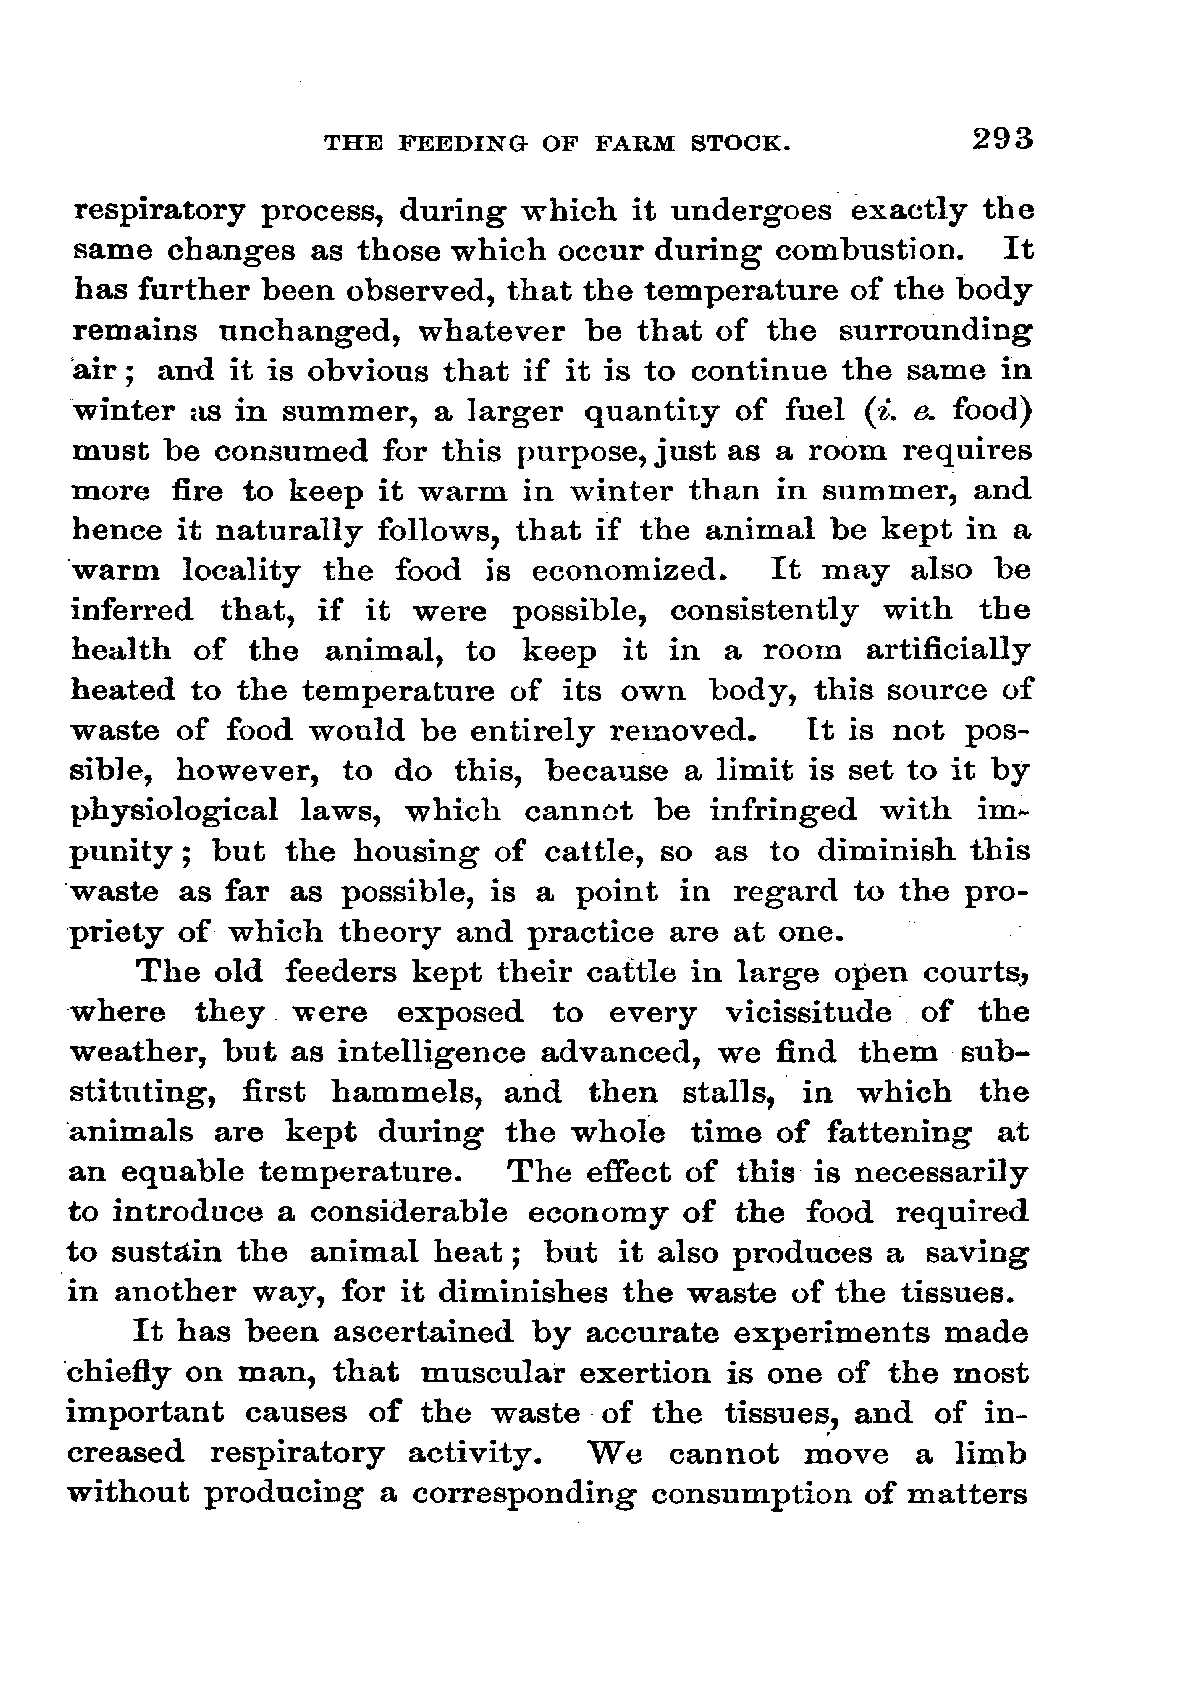 THE FEEDING OF FARM STOCK. 293
respiratory process, during which it undergoes exactly the
same changes as those which occur during combustion. It
has further been observed, that the temperature of the body
remains unchanged, whatever be that of the surrounding
air; and it is obvious that if it is to continue the same in
winter as in summer, a larger quantity of fuel (i. e. food)
must be consumed for this purpose, just as a room requires
more fire to keep it warm in winter than in summer, and
hence it naturally follows, that if the animal be kept in a
warm locality the food is economized. It may also be
inferred that, if it were possible, consistently with the
health of the animal, to keep it in a room artificially
heated to the temperature of its own body, this source of
waste of food would be entirely removed. It is not pos-
sible, however, to do this, because a limit is set to it by
physiological laws, which cannot be infringed with im-
punity; but the housing of cattle, so as to diminish this
waste as far as possible, is a point in regard to the pro-
priety of which theory and practice are at one.
The old feeders kept their cattle in large open courts,
where they were exposed to every vicissitude of the
weather, but as intelligence advanced, we find them sub-
stituting, first hammels, and then stalls, in which the
animals are kept during the whole time of fattening at
an equable temperature. The effect of this is necessarily
to introduce a considerable economy of the food required
to sustain the animal heat; but it also produces a saving
in another way, for it diminishes the waste of the tissues.
It has been ascertained by accurate experiments made
chiefly on man, that muscular exertion is one of the most
important causes of the waste of the tissues, and of in-
creased respiratory activity. We cannot move a limb
without producing a corresponding consumption of matters